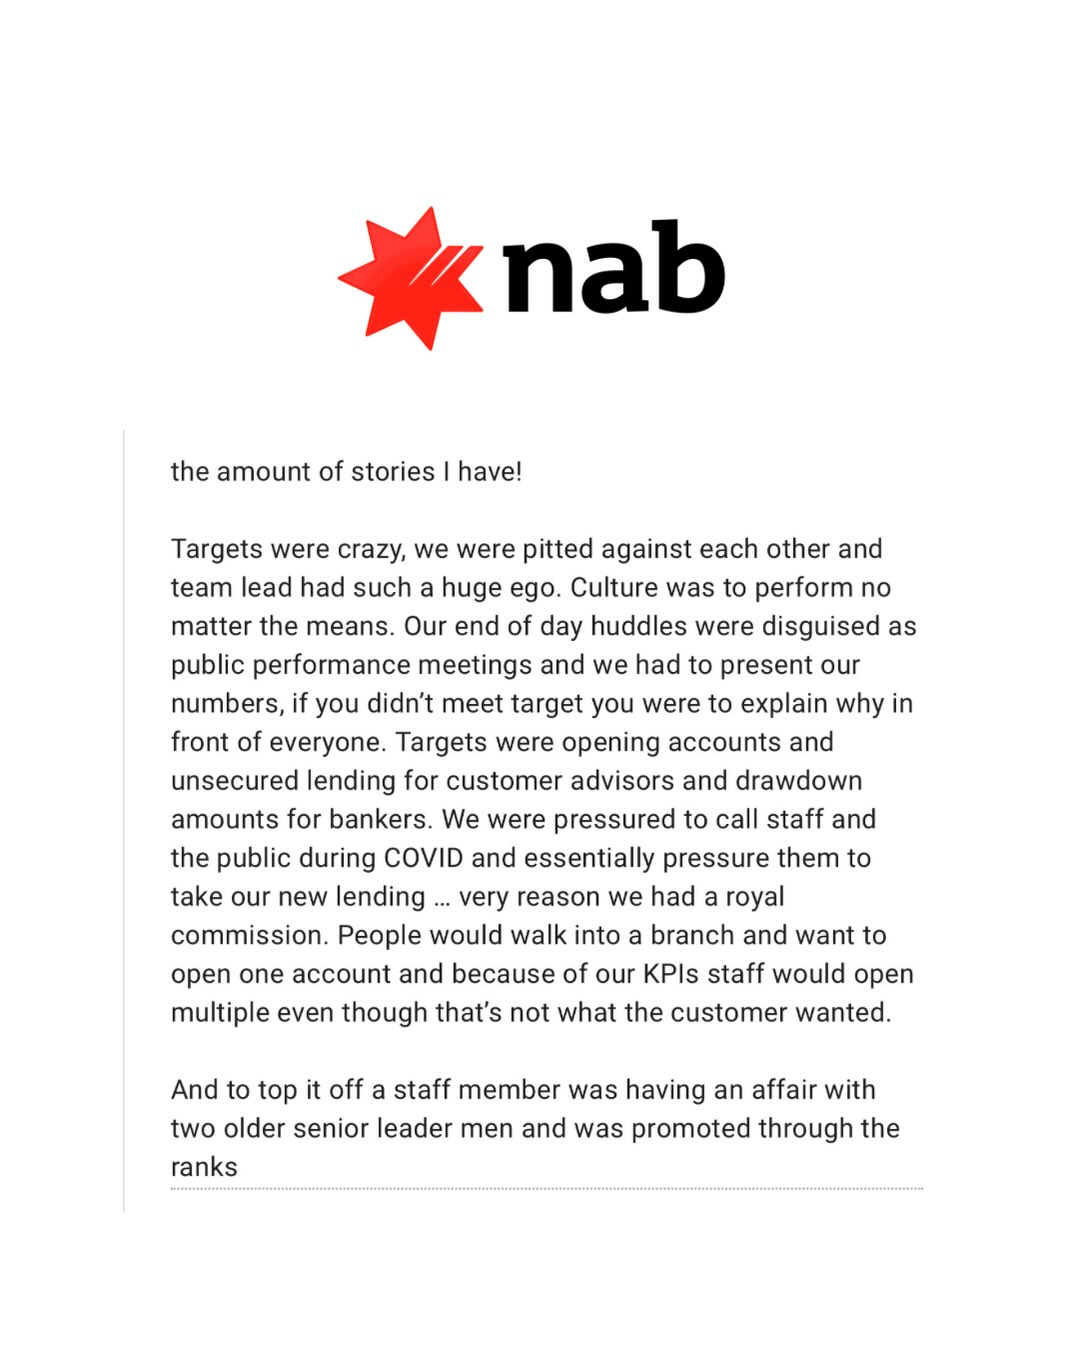 nab
the amount of stories I have!
Targets were crazy, we were pitted against each other and
team lead had such a huge ego. Culture was to perform no
matter the means. Our end of day huddles were disguised as
public performance meetings and we had to present our
numbers, if you didn’t meet target you were to explain why in
front of everyone. Targets were opening accounts and
unsecured lending for customer advisors and drawdown
amounts for bankers. We were pressured to call staff and
the public during COVID and essentially pressure them to
take our new lending ... very reason we had a royal
commission. People would walk into a branch and want to
open one account and because of our KPIs staff would open
multiple even though that’s not what the customer wanted.
And to top it off a staff member was having an affair with
two older senior leader men and was promoted through the
ranks